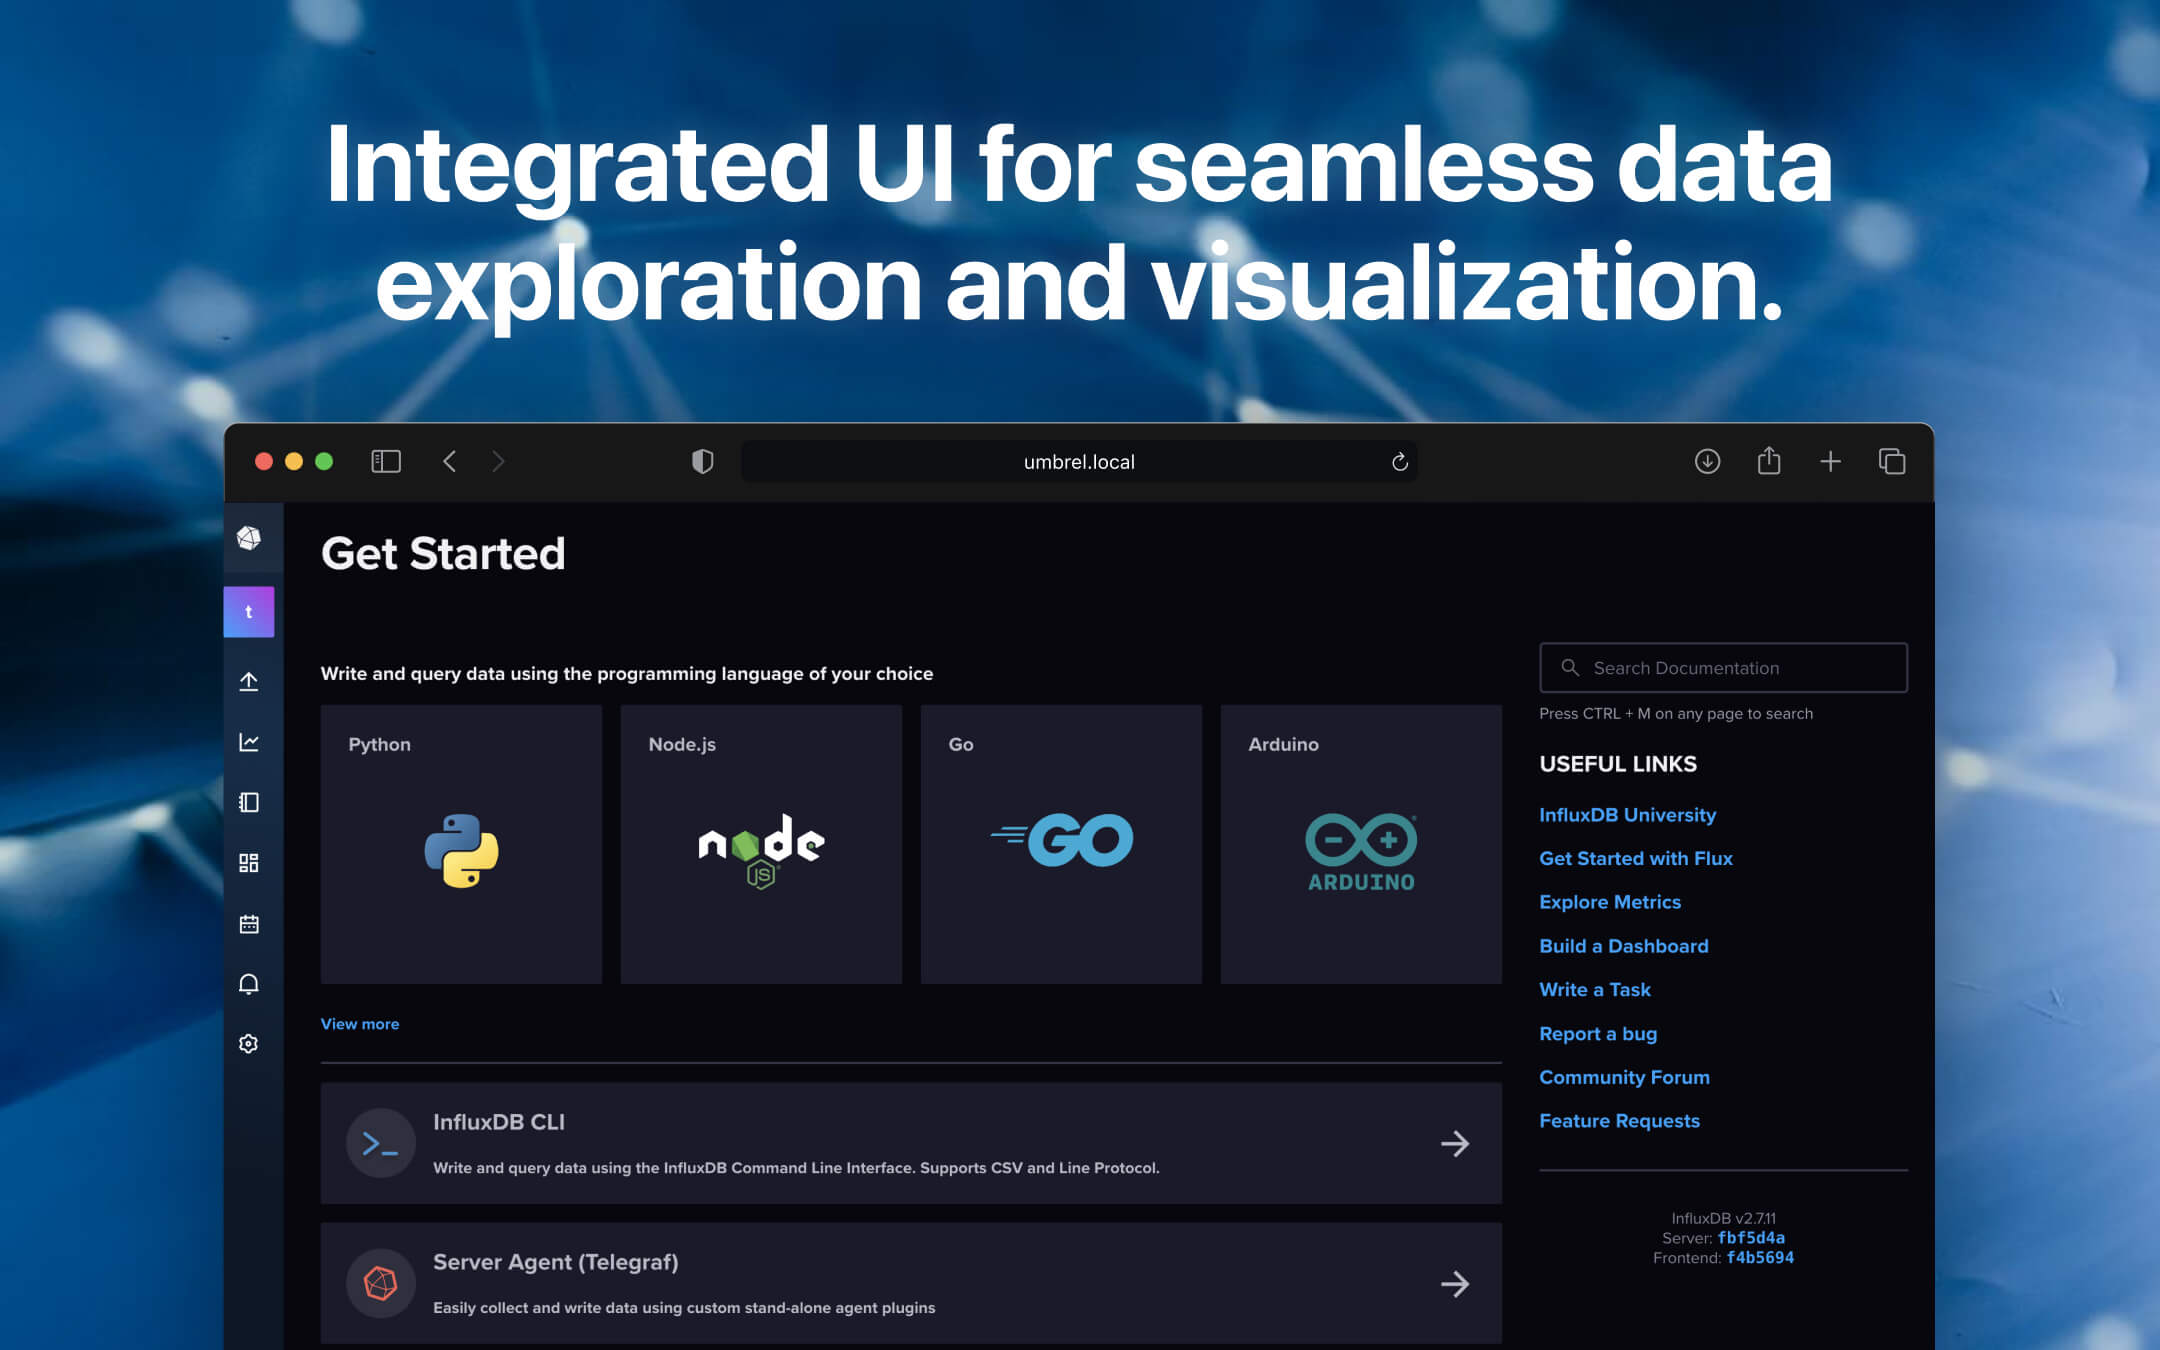 Integrated UI for seamless data
exploration and visualization.
umbrel.local
Get Started
t
Write and query data using the programming language of your choice
Python
Node.js
Go
Arduino
node
JS
GO
ARDUINO
View more
InfluxDB CLI
Write and query data using the InfluxDB Command Line Interface. Supports CSV and Line Protocol.
Server Agent (Telegraf)
Easily collect and write data using custom stand-alone agent plugins
Search Documentation
Press CTRL + M on any page to search
USEFUL LINKS
InfluxDB University
Get Started with Flux
Explore Metrics
Build a Dashboard
Write a Task
Report a bug
Community Forum
Feature Requests
InfluxDB v2.7.11
Server: fbf5d4a
Frontend: f4b5694